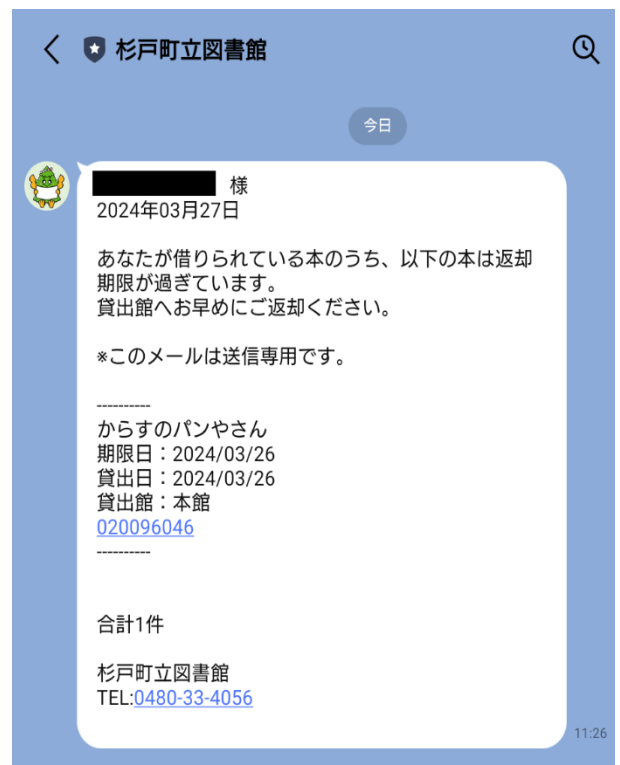 杉戸町立図書館
今日
様
2024年03月27日
あなたが借りられている本のうち、以下の本は返却
期限が過ぎています。
貸出館へお早めにご返却ください。
*このメールは送信専用です。
----------
からすのパンやさん
期限日：2024/03/26
貸出日：2024/03/26
貸出館：本館
020096046
----------
合計1件
杉戸町立図書館
TEL:0480-33-4056
11:26